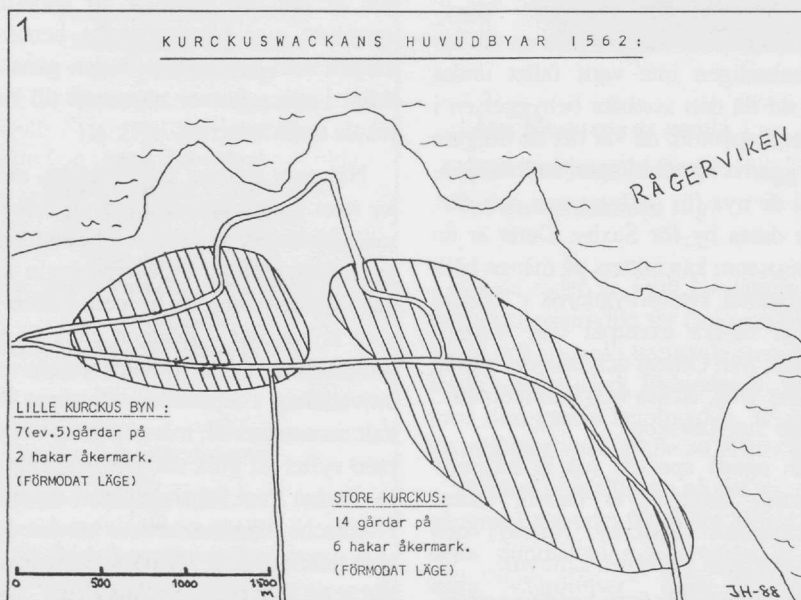 1
KURCKUSWACKANS HUVUDBYAR 1562:
RÅGERVIKEN
LILLE KURCKUS BYN :
7(ev.5)gårdar på
2 hakar åkermark.
(FÖRMODAT LÄGE)
STORE KURCKUS:
14 gårdar på
6 hakar åkermark.
(FÖRMODAT LÄGE)
0 500 1000 1500
m
JH-88